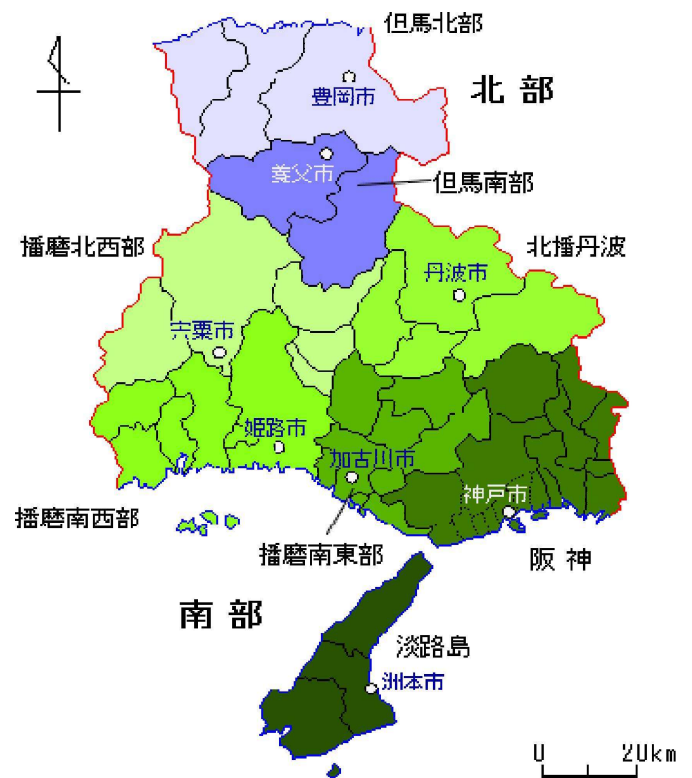 但馬北部
北部
豊岡市
養父市
但馬南部
播磨北西部
北播丹波
丹波市
宍粟市
姫路市
加古川市
神戸市
播磨南西部
播磨南東部
阪神
南部
淡路島
洲本市
0 20km